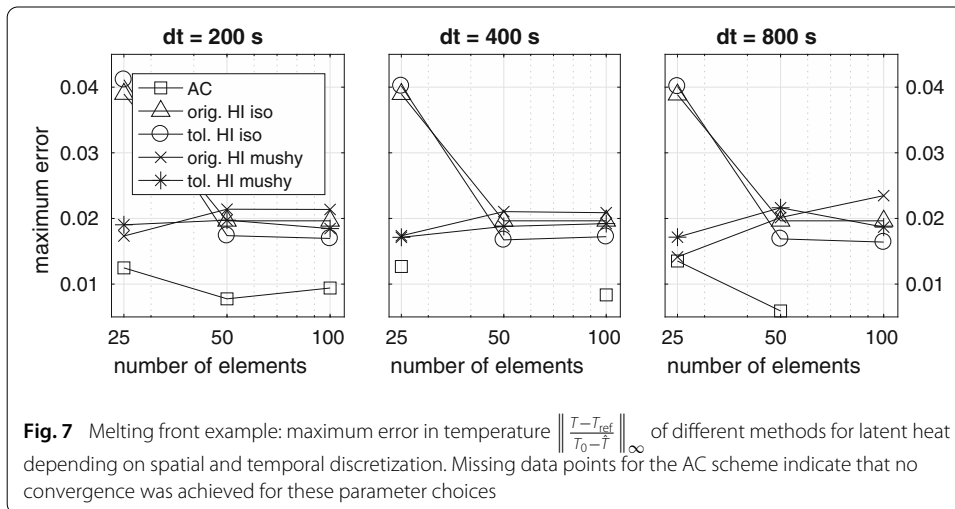 dt = 200 s
dt = 400 s
dt = 800 s
maximum error
0.04
0.03
0.02
0.01
AC
orig. HI iso
tol. HI iso
orig. HI mushy
tol. HI mushy
0.04
0.03
0.02
0.01
25
50
100
25
50
100
25
50
100
number of elements
number of elements
number of elements
Fig. 7 Melting front example: maximum error in temperature ‖(T−T_ref)/(T_0−T̂)‖_∞ of different methods for latent heat
depending on spatial and temporal discretization. Missing data points for the AC scheme indicate that no
convergence was achieved for these parameter choices